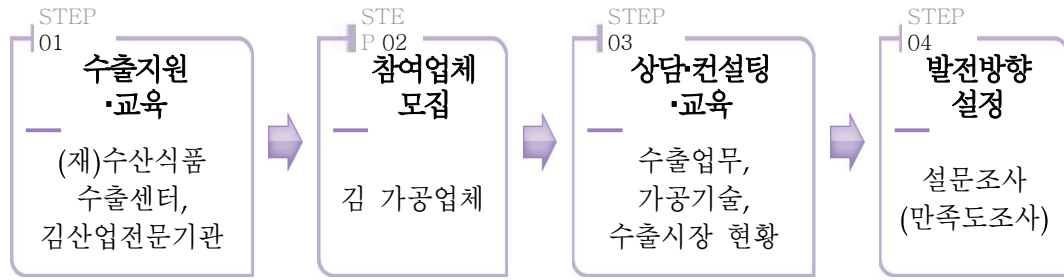 STEP
01
수출지원
·교육
(재)수산식품
수출센터,
김산업전문기관
STE
P 02
참여업체
모집
김 가공업체
STEP
03
상담·컨설팅
·교육
수출업무,
가공기술,
수출시장 현황
STEP
04
발전방향
설정
설문조사
(만족도조사)